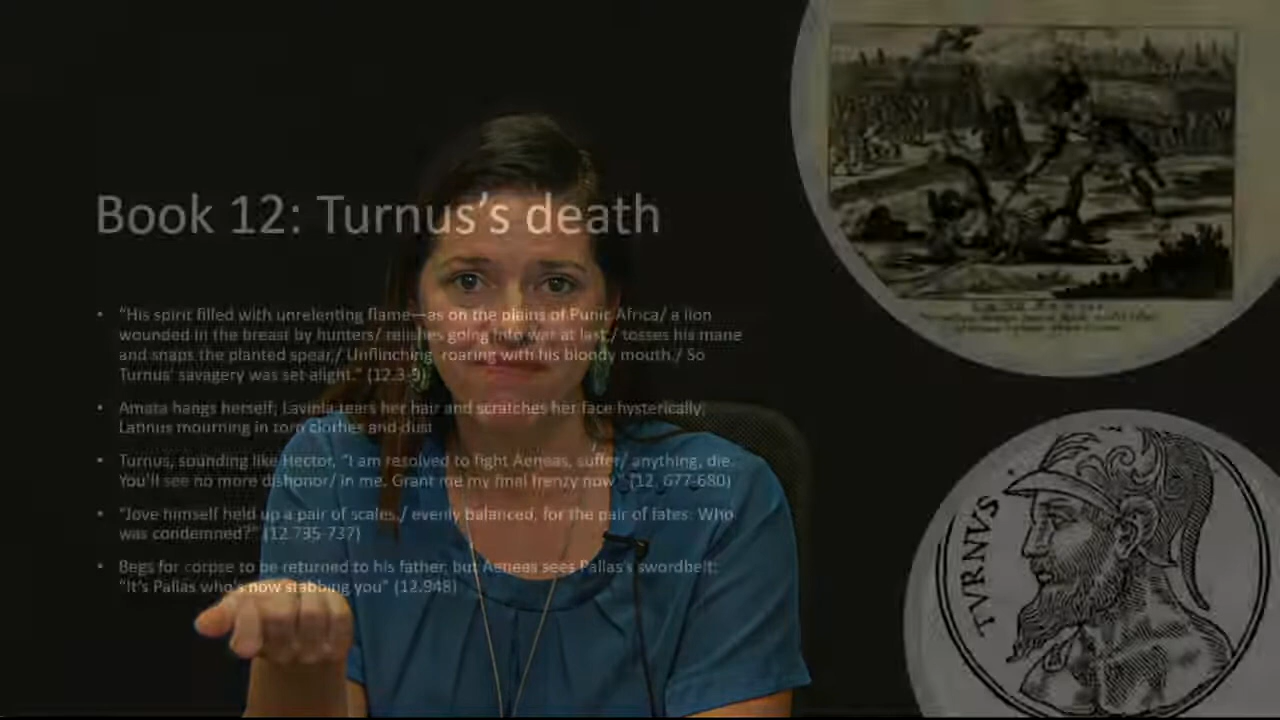 Book 12: Turnus's death
• "His spirit filled with unrelenting flame—as on the plains of Punic Africa/ a lion
wounded in the breast by hunters/ relishes going into war at last,/ tosses his mane
and snaps the planted spear,/ Unflinching, roaring with his bloody mouth./ So
Turnus' savagery was set alight." (12.3-9)
• Amata hangs herself; Lavinia tears her hair and scratches her face hysterically;
Latinus mourning in torn clothes and dust
• Turnus, sounding like Hector, "I am resolved to fight Aeneas, suffer/ anything, die.
You'll see no more dishonor/ in me. Grant me my final frenzy now" (12, 677-680)
• "Jove himself held up a pair of scales,/ evenly balanced, for the pair of fates: Who
was condemned?" (12.735-737)
• Begs for corpse to be returned to his father, but Aeneas sees Pallas's swordbelt;
"It's Pallas who's now stabbing you" (12.948)
TVRNVS